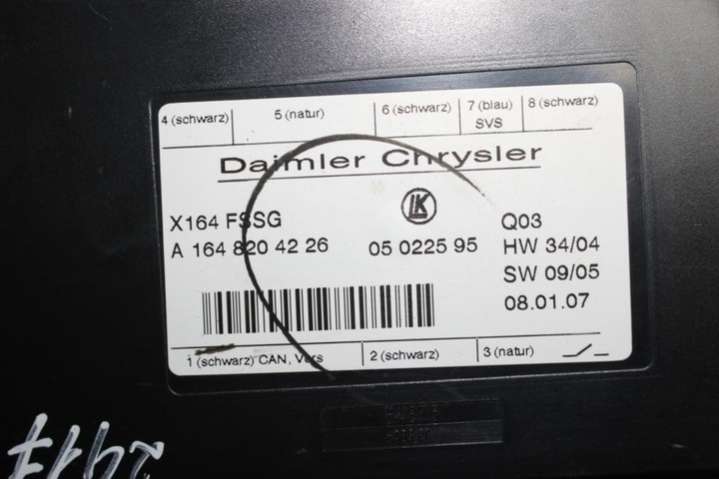 4 (schwarz) 5 (natur) 6 (schwarz) 7 (blau) 8 (schwarz)
SVS
Daimler Chrysler
LK
X164 FSSG Q03
A 164 820 42 26 05 0225 95 HW 34/04
SW 09/05
08.01.07
1 (schwarz) CAN, Vers 2 (schwarz) 3 (natur)